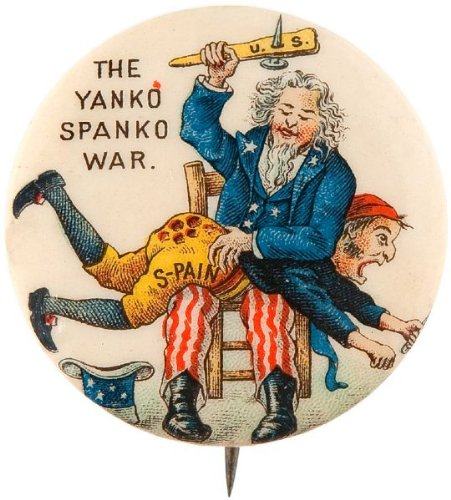 THE
YANKO
SPANKO
WAR.
U.S.
S-PAIN